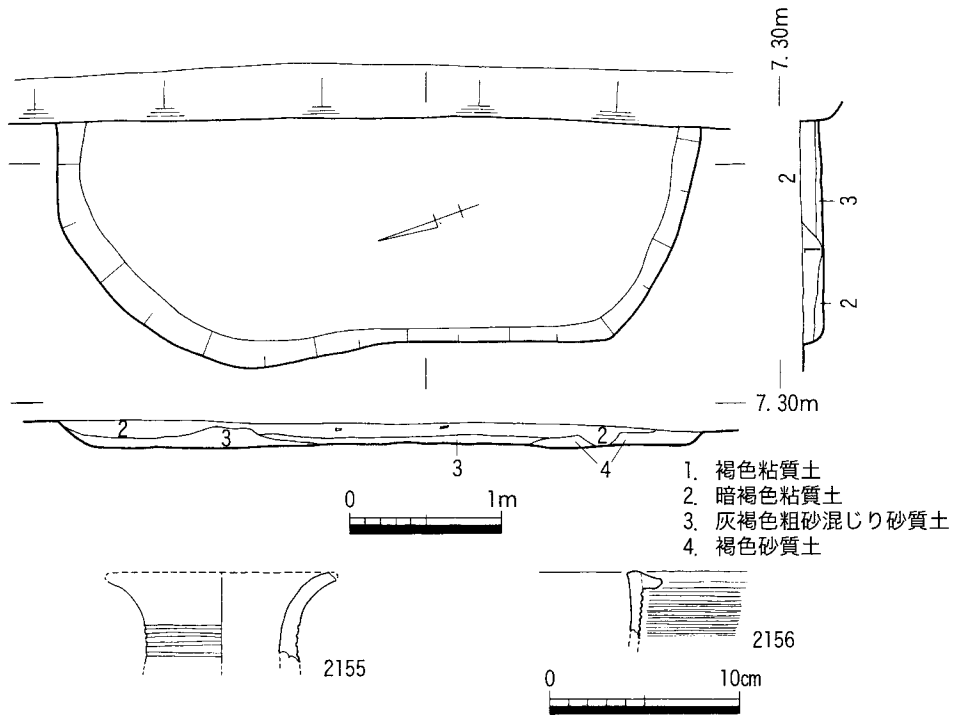 7.30m
2
3
2
7.30m
2
3
2
3
4
0 1m
1. 褐色粘質土
2. 暗褐色粘質土
3. 灰褐色粗砂混じり砂質土
4. 褐色砂質土
2155
2156
0 10cm